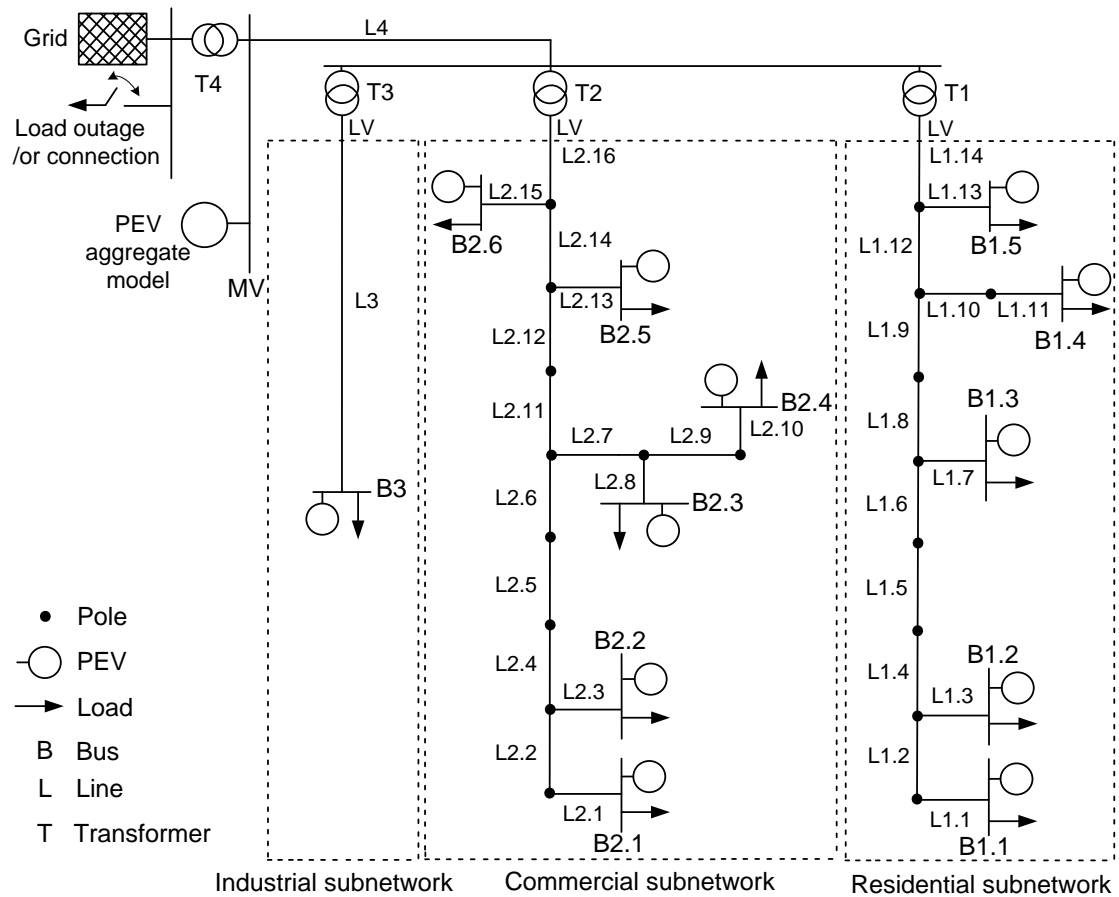 Grid
L4
T4
T3
T2
T1
Load outage
/or connection
LV
LV
LV
L2.16
L1.14
PEV
aggregate
model
MV
L3
B3
L2.15
B2.6
L2.14
L2.13
B2.5
L2.12
L2.11
B2.4
L2.7
L2.9
L2.10
L2.8
B2.3
L2.6
L2.5
L2.4
B2.2
L2.3
L2.2
L2.1
B2.1
L1.13
B1.5
L1.12
L1.10
L1.11
B1.4
L1.9
L1.8
B1.3
L1.7
L1.6
L1.5
L1.4
B1.2
L1.3
L1.2
L1.1
B1.1
Pole
PEV
Load
B Bus
L Line
T Transformer
Industrial subnetwork
Commercial subnetwork
Residential subnetwork